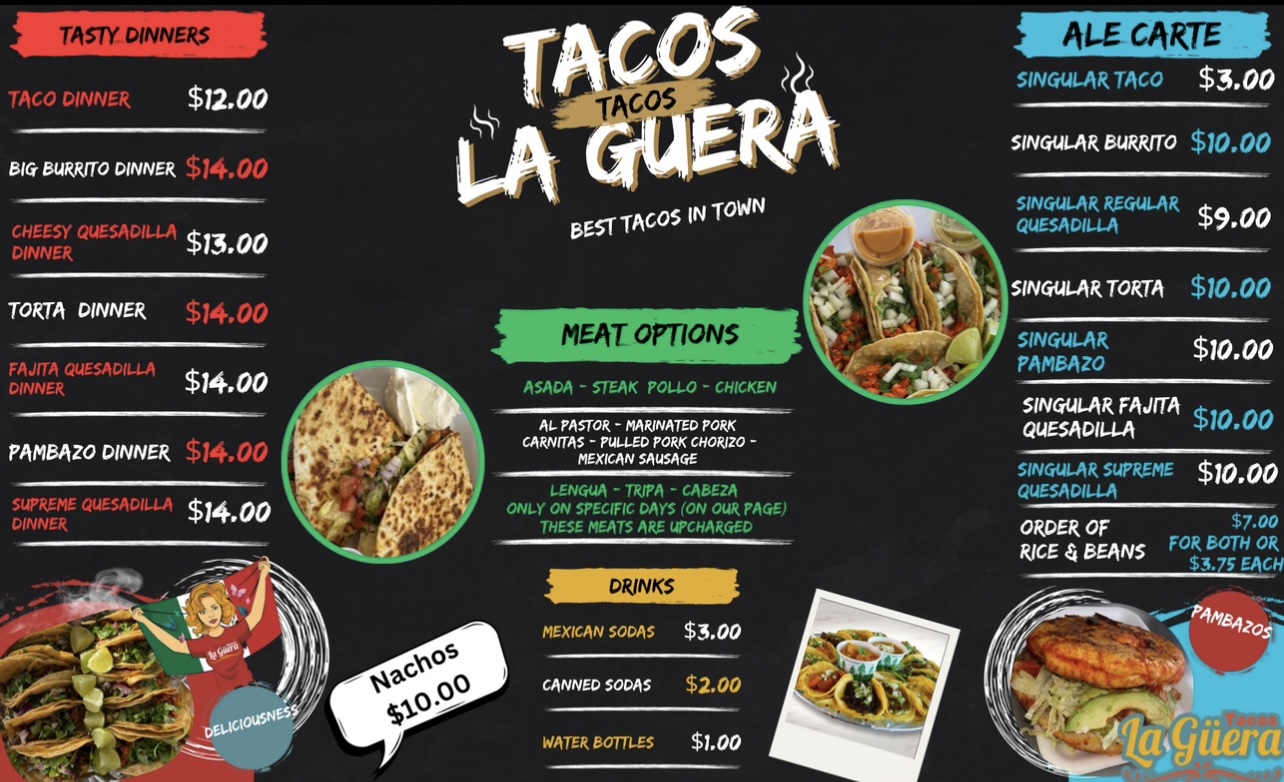 TASTY DINNERS
TACO DINNER $12.00
BIG BURRITO DINNER $14.00
CHEESY QUESADILLA
DINNER $13.00
TORTA DINNER $14.00
FAJITA QUESADILLA
DINNER $14.00
PAMBAZO DINNER $14.00
SUPREME QUESADILLA
DINNER $14.00
DELICIOUSNESS
La Güera
TACOS
TACOS
LA GUERA
BEST TACOS IN TOWN
MEAT OPTIONS
ASADA - STEAK POLLO - CHICKEN
AL PASTOR - MARINATED PORK
CARNITAS - PULLED PORK CHORIZO -
MEXICAN SAUSAGE
LENGUA - TRIPA - CABEZA
ONLY ON SPECIFIC DAYS (ON OUR PAGE)
THESE MEATS ARE UPCHARGED
DRINKS
MEXICAN SODAS $3.00
CANNED SODAS $2.00
WATER BOTTLES $1.00
Nachos
$10.00
ALE CARTE
SINGULAR TACO $3.00
SINGULAR BURRITO $10.00
SINGULAR REGULAR
QUESADILLA $9.00
SINGULAR TORTA $10.00
SINGULAR
PAMBAZO $10.00
SINGULAR FAJITA
QUESADILLA $10.00
SINGULAR SUPREME
QUESADILLA $10.00
ORDER OF
RICE & BEANS
$7.00
FOR BOTH OR
$3.75 EACH
PAMBAZOS
Tacos
La Güera